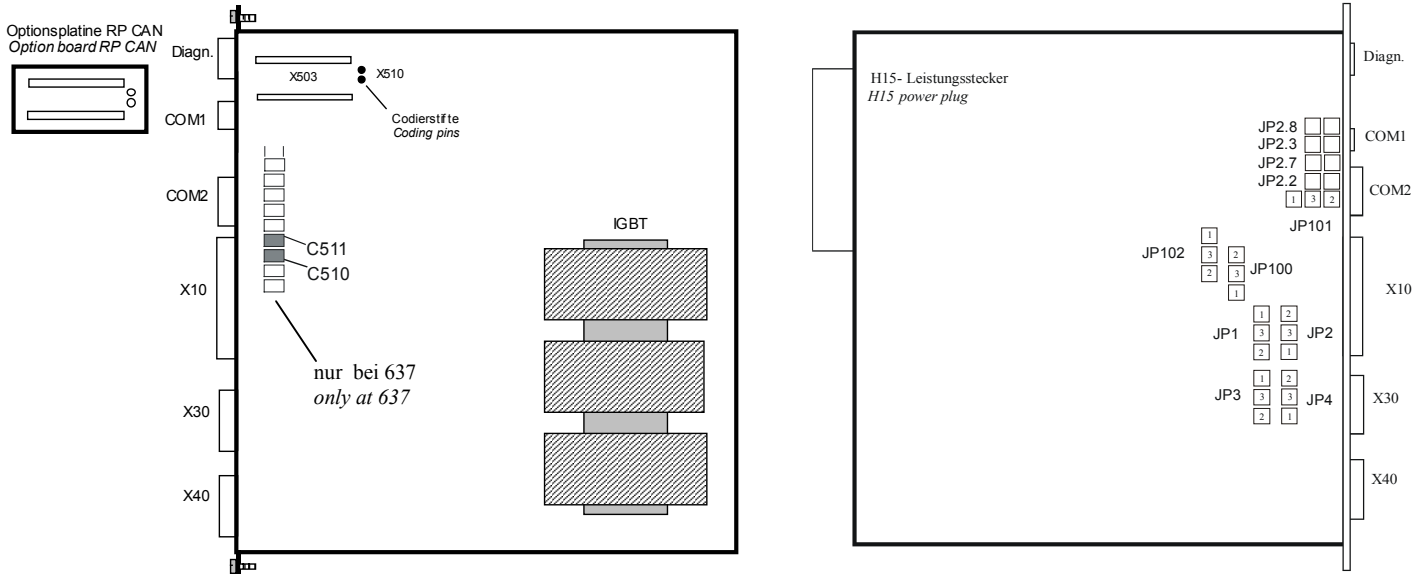 Optionsplatine RP CAN
Option board RP CAN
Diagn.
COM1
COM2
X10
X30
X40
X503
X510
Codierstifte
Coding pins
C511
C510
nur bei 637
only at 637
IGBT
H15- Leistungsstecker
H15 power plug
JP2.8
JP2.3
JP2.7
JP2.2
1 3 2
JP101
JP102
1
3
2
JP100
2
3
1
JP1
1
3
2
JP2
2
3
1
JP3
1
3
2
JP4
2
3
1
Diagn.
COM1
COM2
X10
X30
X40